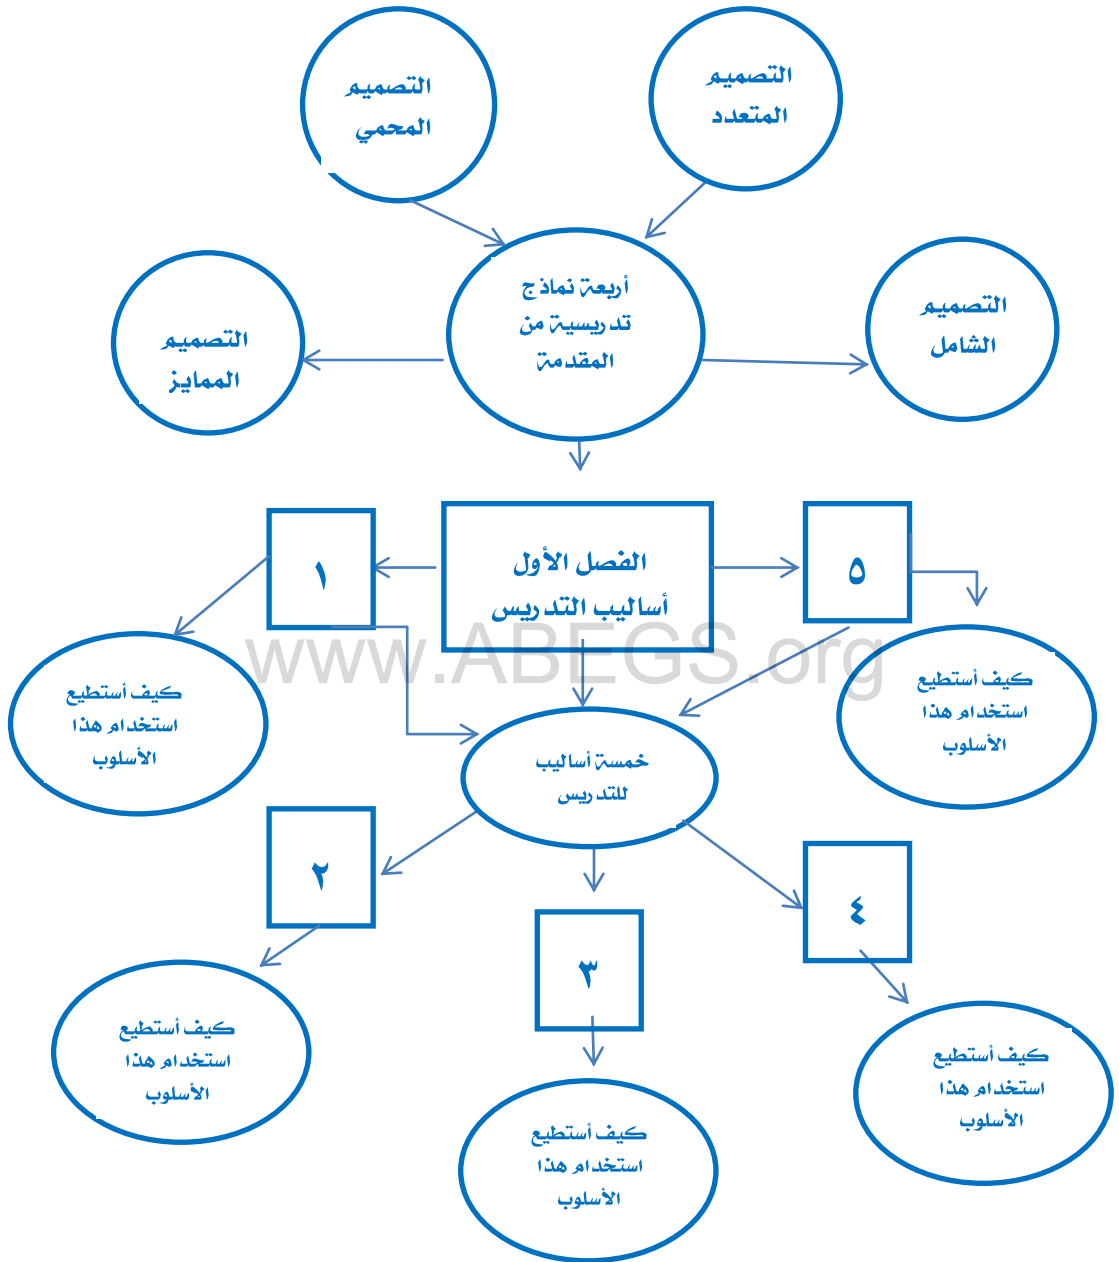 التصميم
المتعدد
التصميم
المحمي
أربعة نماذج
تدريسية من
المقدمة
التصميم
الشامل
التصميم
الممايز
الفصل الأول
أساليب التدريس
٥
١
www.ABEGS.org
كيف أستطيع
استخدام هذا
الأسلوب
كيف أستطيع
استخدام هذا
الأسلوب
خمسة أساليب
للتدريس
٤
٢
٣
كيف أستطيع
استخدام هذا
الأسلوب
كيف أستطيع
استخدام هذا
الأسلوب
كيف أستطيع
استخدام هذا
الأسلوب